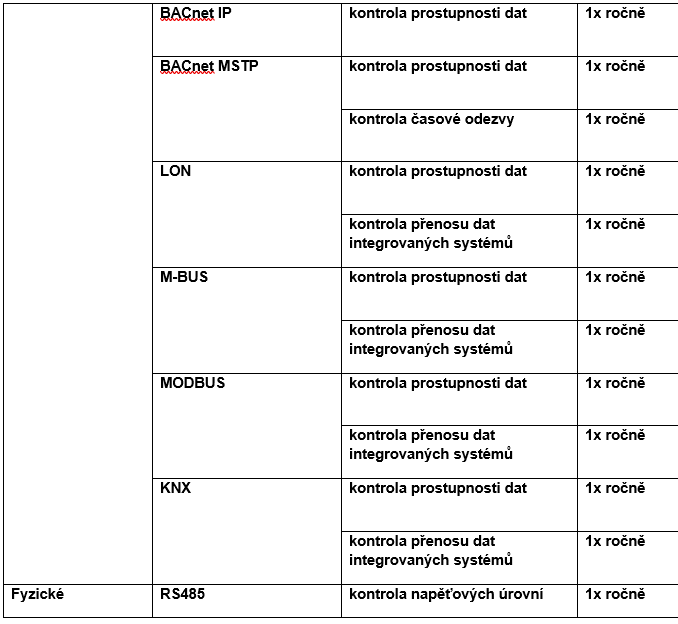 BACnet IP kontrola prostupnosti dat 1x ročně
BACnet MSTP kontrola prostupnosti dat 1x ročně
kontrola časové odezvy 1x ročně
LON kontrola prostupnosti dat 1x ročně
kontrola přenosu dat 1x ročně
integrovaných systémů
M-BUS kontrola prostupnosti dat 1x ročně
kontrola přenosu dat 1x ročně
integrovaných systémů
MODBUS kontrola prostupnosti dat 1x ročně
kontrola přenosu dat 1x ročně
integrovaných systémů
KNX kontrola prostupnosti dat 1x ročně
kontrola přenosu dat 1x ročně
integrovaných systémů
Fyzické RS485 kontrola napěťových úrovní 1x ročně